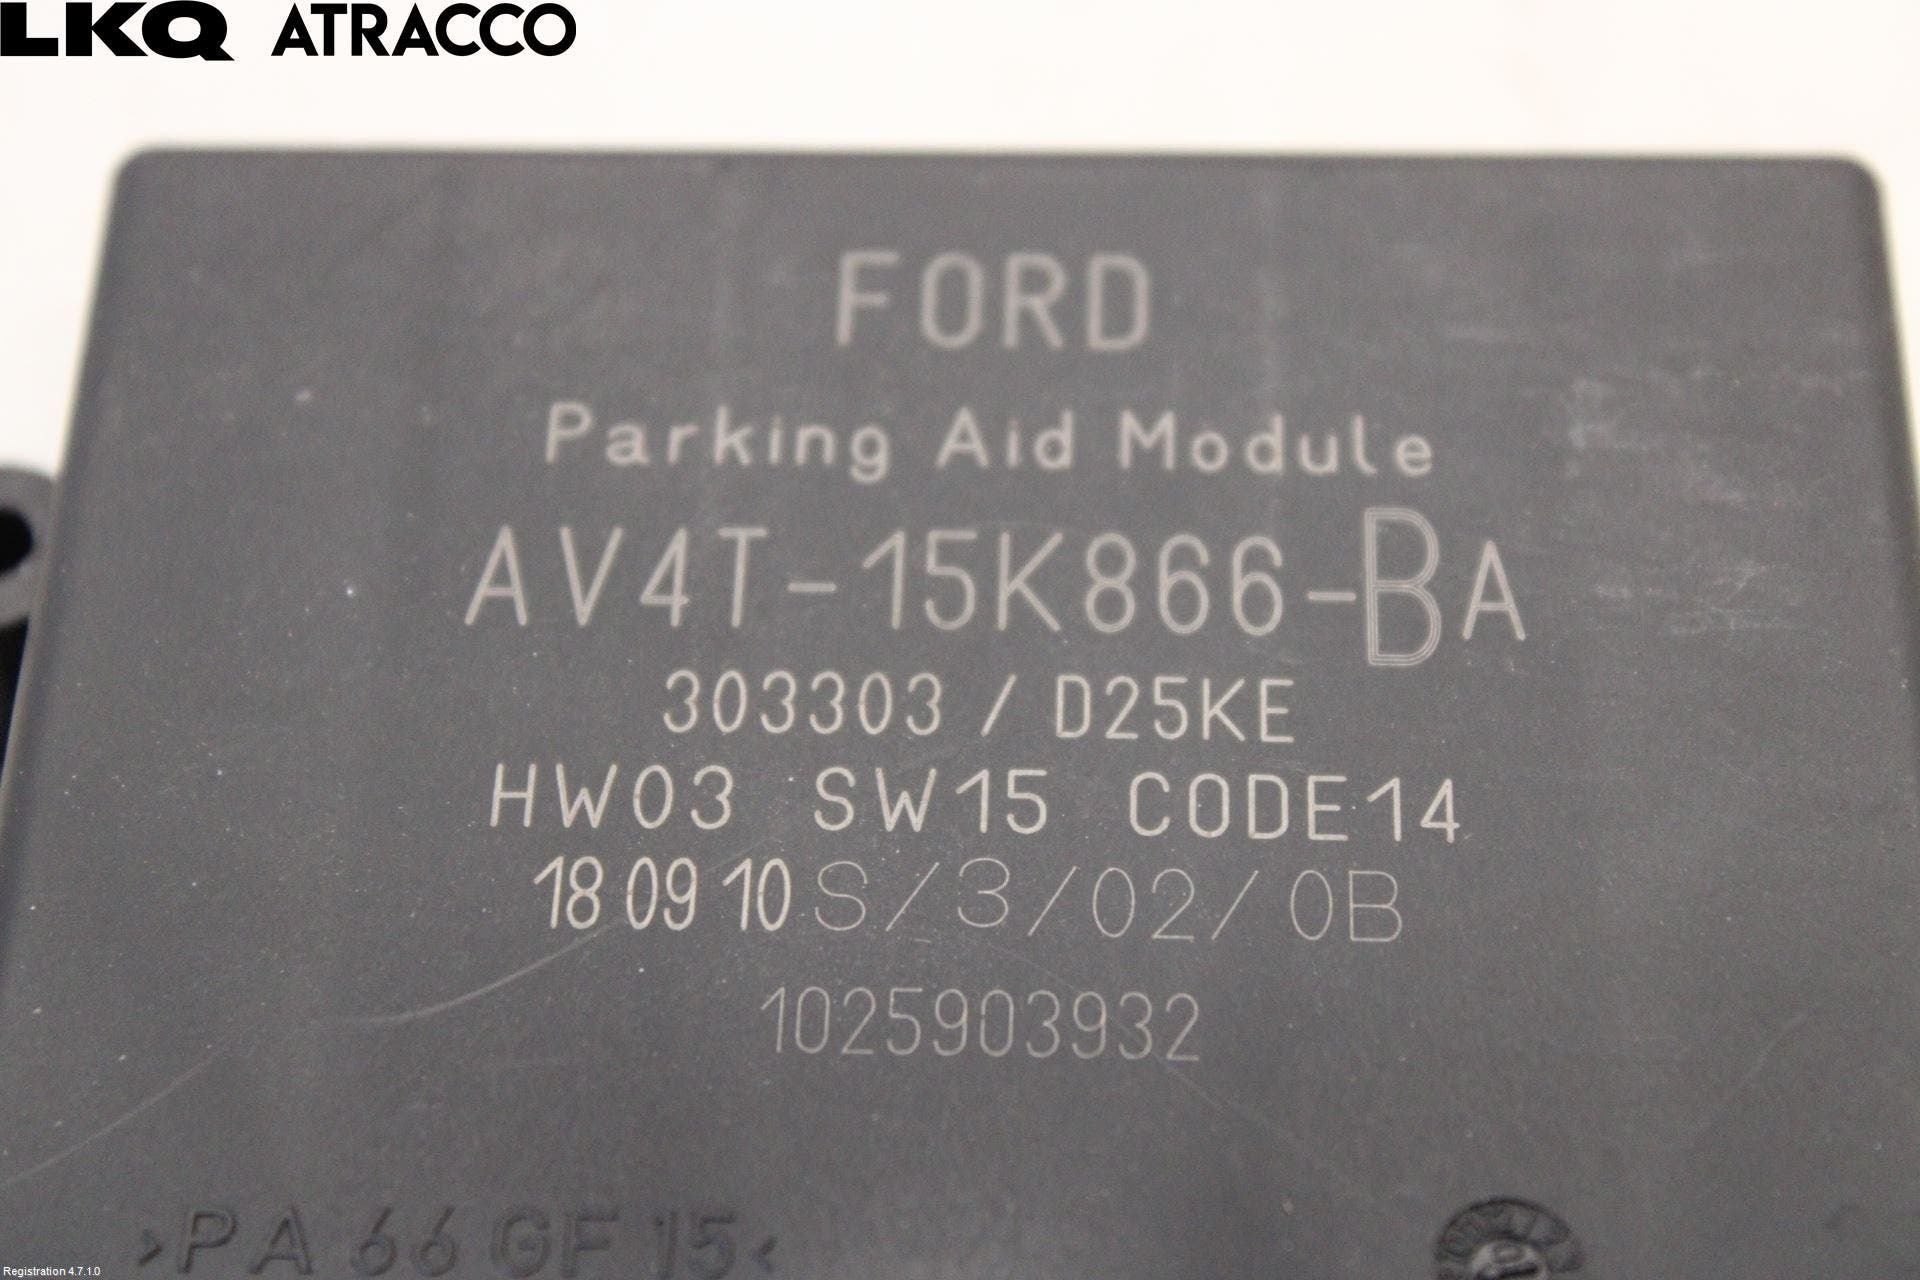 LKQ ATRACCO
FORD
Parking Aid Module
AV4T-15K866-BA
303303 / D25KE
HW03 SW15 CODE14
18 09 10 S/3/02/0B
1025903932
>PA 66 GF 15<
Registration 4.7.1.0